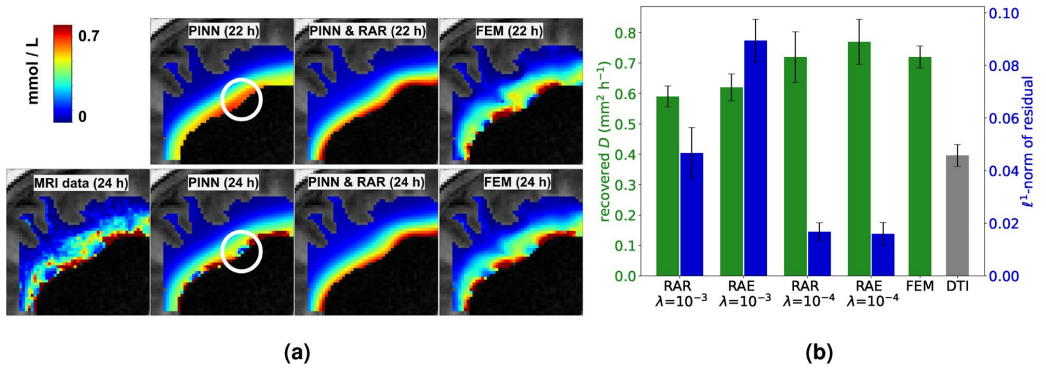 mmol / L
0.7
0
PINN (22 h)
PINN & RAR (22 h)
FEM (22 h)
MRI data (24 h)
PINN (24 h)
PINN & RAR (24 h)
FEM (24 h)
(a)
recovered D (mm² h⁻¹)
0.8
0.7
0.6
0.5
0.4
0.3
0.2
0.1
0.0
0.10
0.08
0.06
0.04
0.02
0.00
ℓ¹-norm of residual
RAR RAE RAR RAE FEM DTI
λ=10⁻³ λ=10⁻³ λ=10⁻⁴ λ=10⁻⁴
(b)